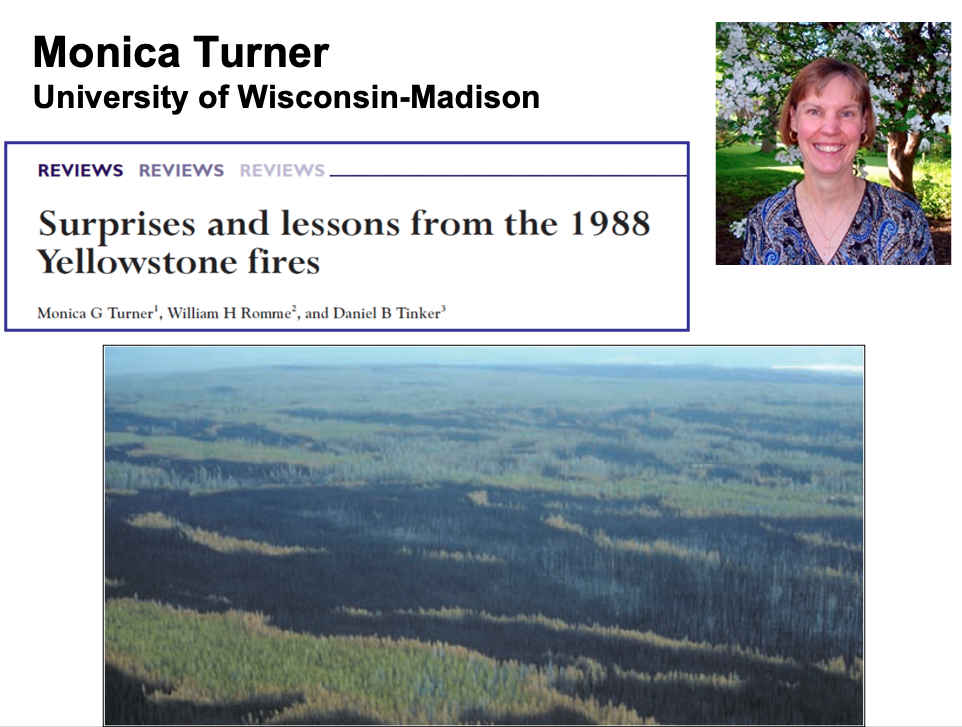 Monica Turner
University of Wisconsin-Madison
REVIEWS REVIEWS REVIEWS
Surprises and lessons from the 1988
Yellowstone fires
Monica G Turner¹, William H Romme², and Daniel B Tinker³